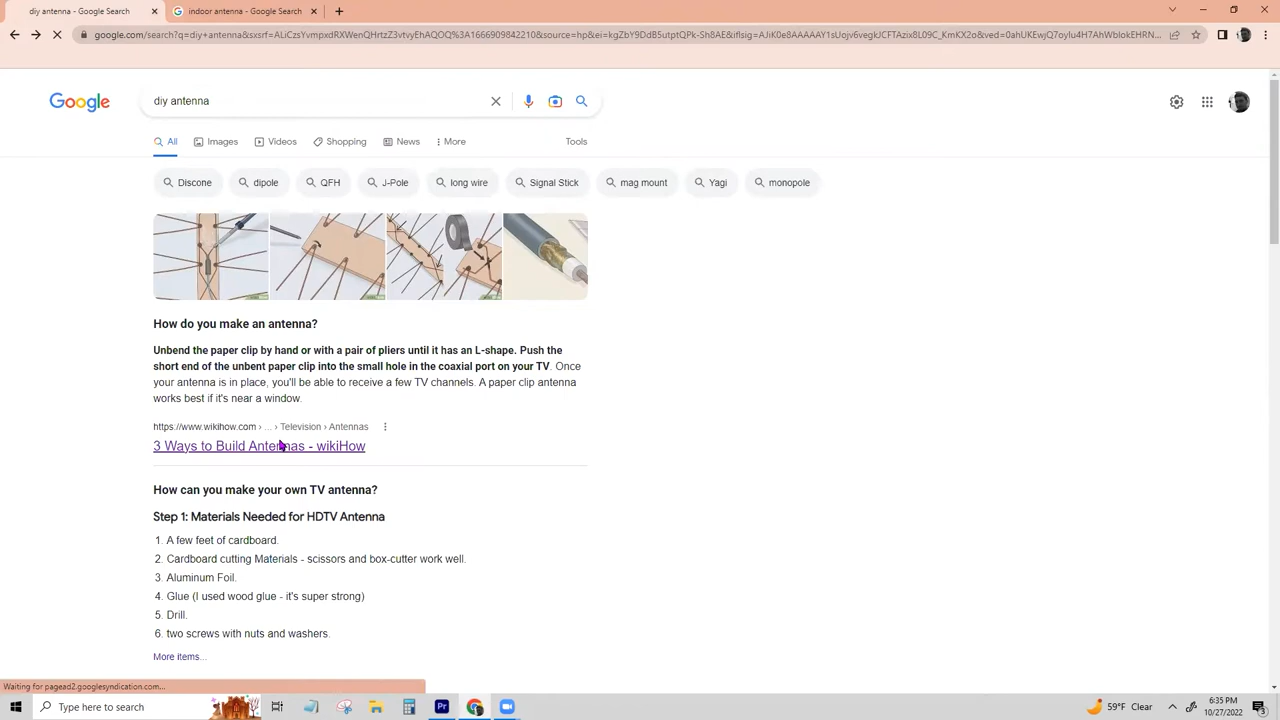 diy antenna - Google Search
indoor antenna - Google Search
google.com/search?q=diy+antenna&sxsrf=ALiCzsYvmpxdRXWenQHrtzZ3vtvyEhAQOQ%3A1666909842210&source=hp&ei=kgZbY9DdB5utptQPk-Sh8AE&iflsig=AJiK0e8AAAAAY1sUojv6vegkJCFTAzix8L09C_KmKX2o&ved=0ahUKEwjQ7oylu4H7AhWblokEHRN...
Google
diy antenna
All
Images
Videos
Shopping
News
More
Tools
Discone
dipole
QFH
J-Pole
long wire
Signal Stick
mag mount
Yagi
monopole
How do you make an antenna?
Unbend the paper clip by hand or with a pair of pliers until it has an L-shape. Push the
short end of the unbent paper clip into the small hole in the coaxial port on your TV. Once
your antenna is in place, you'll be able to receive a few TV channels. A paper clip antenna
works best if it's near a window.
https://www.wikihow.com › ... › Television › Antennas
3 Ways to Build Antennas - wikiHow
How can you make your own TV antenna?
Step 1: Materials Needed for HDTV Antenna
1. A few feet of cardboard.
2. Cardboard cutting Materials - scissors and box-cutter work well.
3. Aluminum Foil.
4. Glue (I used wood glue - it's super strong)
5. Drill.
6. two screws with nuts and washers.
More items...
Waiting for pagead2.googlesyndication.com...
Type here to search
Pr
59°F Clear
6:35 PM
10/27/2022
3